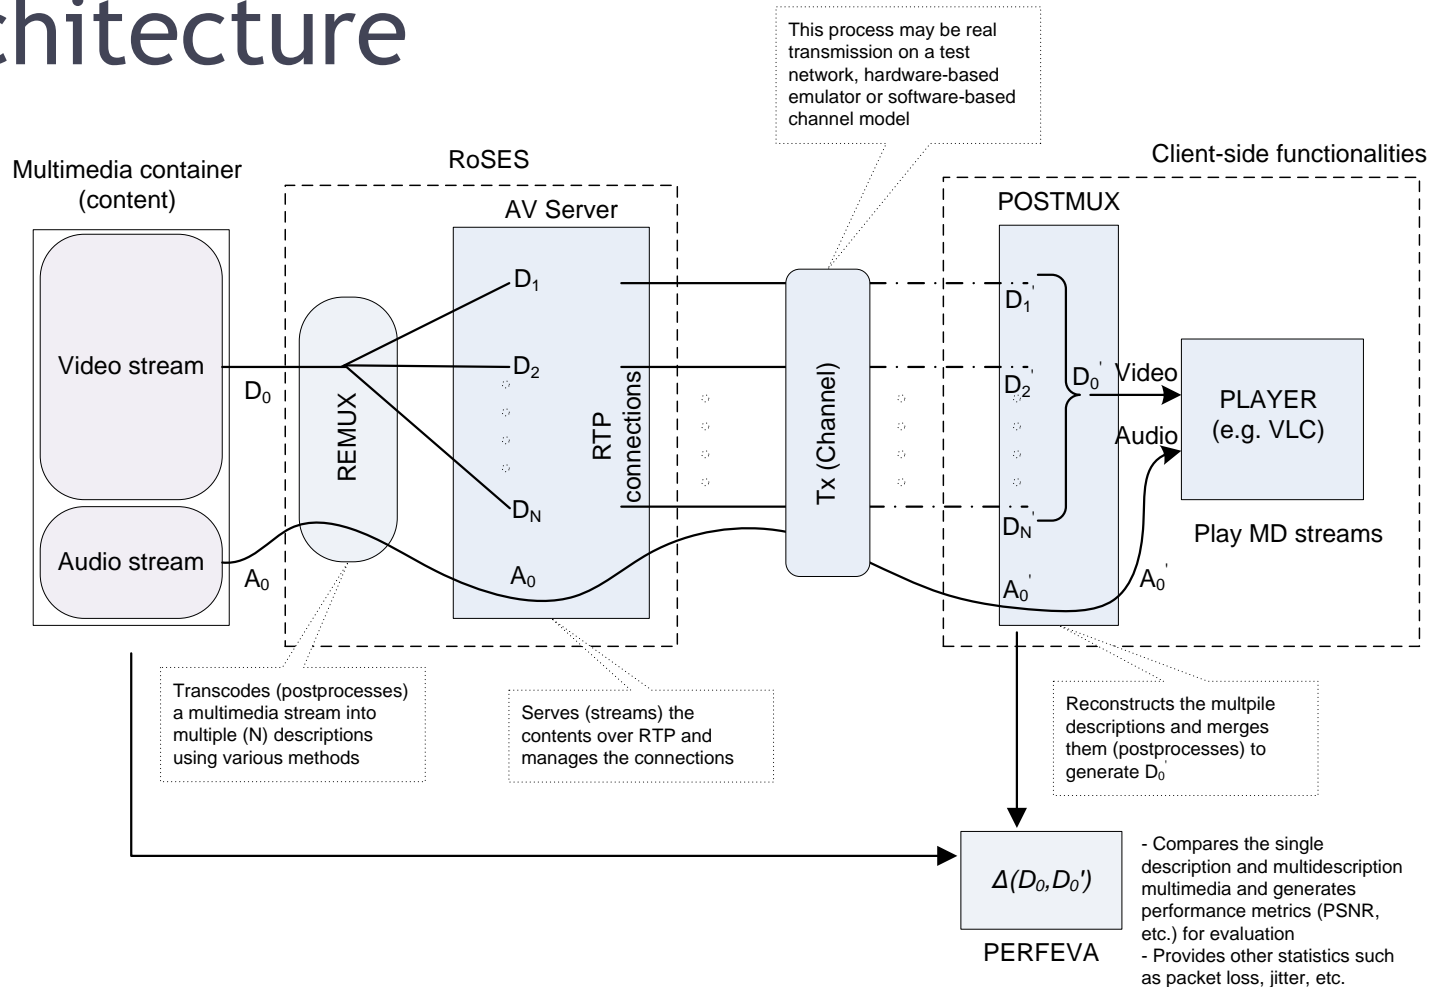 chitecture
This process may be real
transmission on a test
network, hardware-based
emulator or software-based
channel model
Multimedia container
(content)
RoSES
Client-side functionalities
AV Server
POSTMUX
Video stream
D₀
REMUX
D₁
D₂
D_N
RTP
connections
Tx (Channel)
D₁'
D₂'
D_N'
D₀'
Video
Audio
PLAYER
(e.g. VLC)
Play MD streams
Audio stream
A₀
A₀
A₀'
A₀'
Transcodes (postprocesses)
a multimedia stream into
multiple (N) descriptions
using various methods
Serves (streams) the
contents over RTP and
manages the connections
Reconstructs the multpile
descriptions and merges
them (postprocesses) to
generate D₀'
Δ(D₀,D₀')
PERFEVA
- Compares the single
description and multidescription
multimedia and generates
performance metrics (PSNR,
etc.) for evaluation
- Provides other statistics such
as packet loss, jitter, etc.